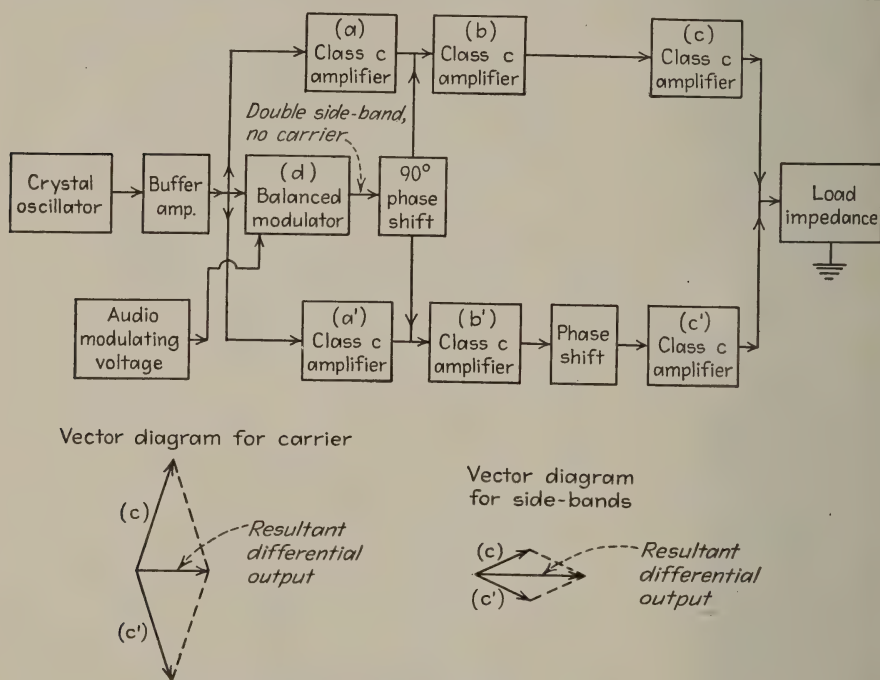 (a)
Class c
amplifier
(b)
Class c
amplifier
(c)
Class c
amplifier
Double side-band,
no carrier
Crystal
oscillator
Buffer
amp.
(d)
Balanced
modulator
90°
phase
shift
Load
impedance
Audio
modulating
voltage
(a')
Class c
amplifier
(b')
Class c
amplifier
Phase
shift
(c')
Class c
amplifier
Vector diagram for carrier
(c)
Resultant
differential
output
(c')
Vector diagram
for side-bands
(c)
Resultant
differential
output
(c')